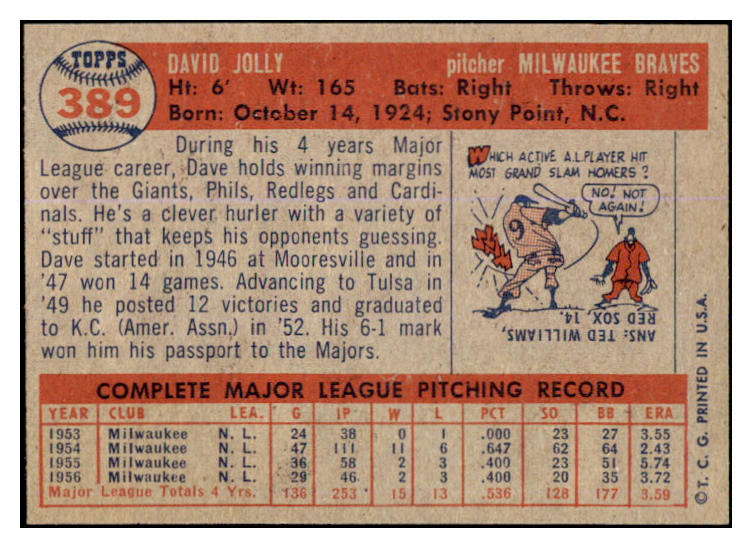 TOPPS
389
DAVID JOLLY pitcher MILWAUKEE BRAVES
Ht: 6' Wt: 165 Bats: Right Throws: Right
Born: October 14, 1924; Stony Point, N.C.
During his 4 years Major
League career, Dave holds winning margins
over the Giants, Phils, Redlegs and Cardi-
nals. He's a clever hurler with a variety of
"stuff" that keeps his opponents guessing.
Dave started in 1946 at Mooresville and in
'47 won 14 games. Advancing to Tulsa in
'49 he posted 12 victories and graduated
to K.C. (Amer. Assn.) in '52. His 6-1 mark
won him his passport to the Majors.
WHICH ACTIVE A.L. PLAYER HIT
MOST GRAND SLAM HOMERS?
NO! NOT
AGAIN!
9
ANS: TED WILLIAMS,
RED SOX, 14.
COMPLETE MAJOR LEAGUE PITCHING RECORD
YEAR CLUB LEA. G IP W L PCT SO BB ERA
1953 Milwaukee N. L. 24 38 0 1 .000 23 27 3.55
1954 Milwaukee N. L. 47 111 11 6 .647 62 64 2.43
1955 Milwaukee N. L. 36 58 2 3 .400 23 51 5.74
1956 Milwaukee N. L. 29 46 2 3 .400 20 35 3.72
Major League Totals 4 Yrs. 136 253 15 13 .536 128 177 3.59
© T. C. G. PRINTED IN U.S.A.